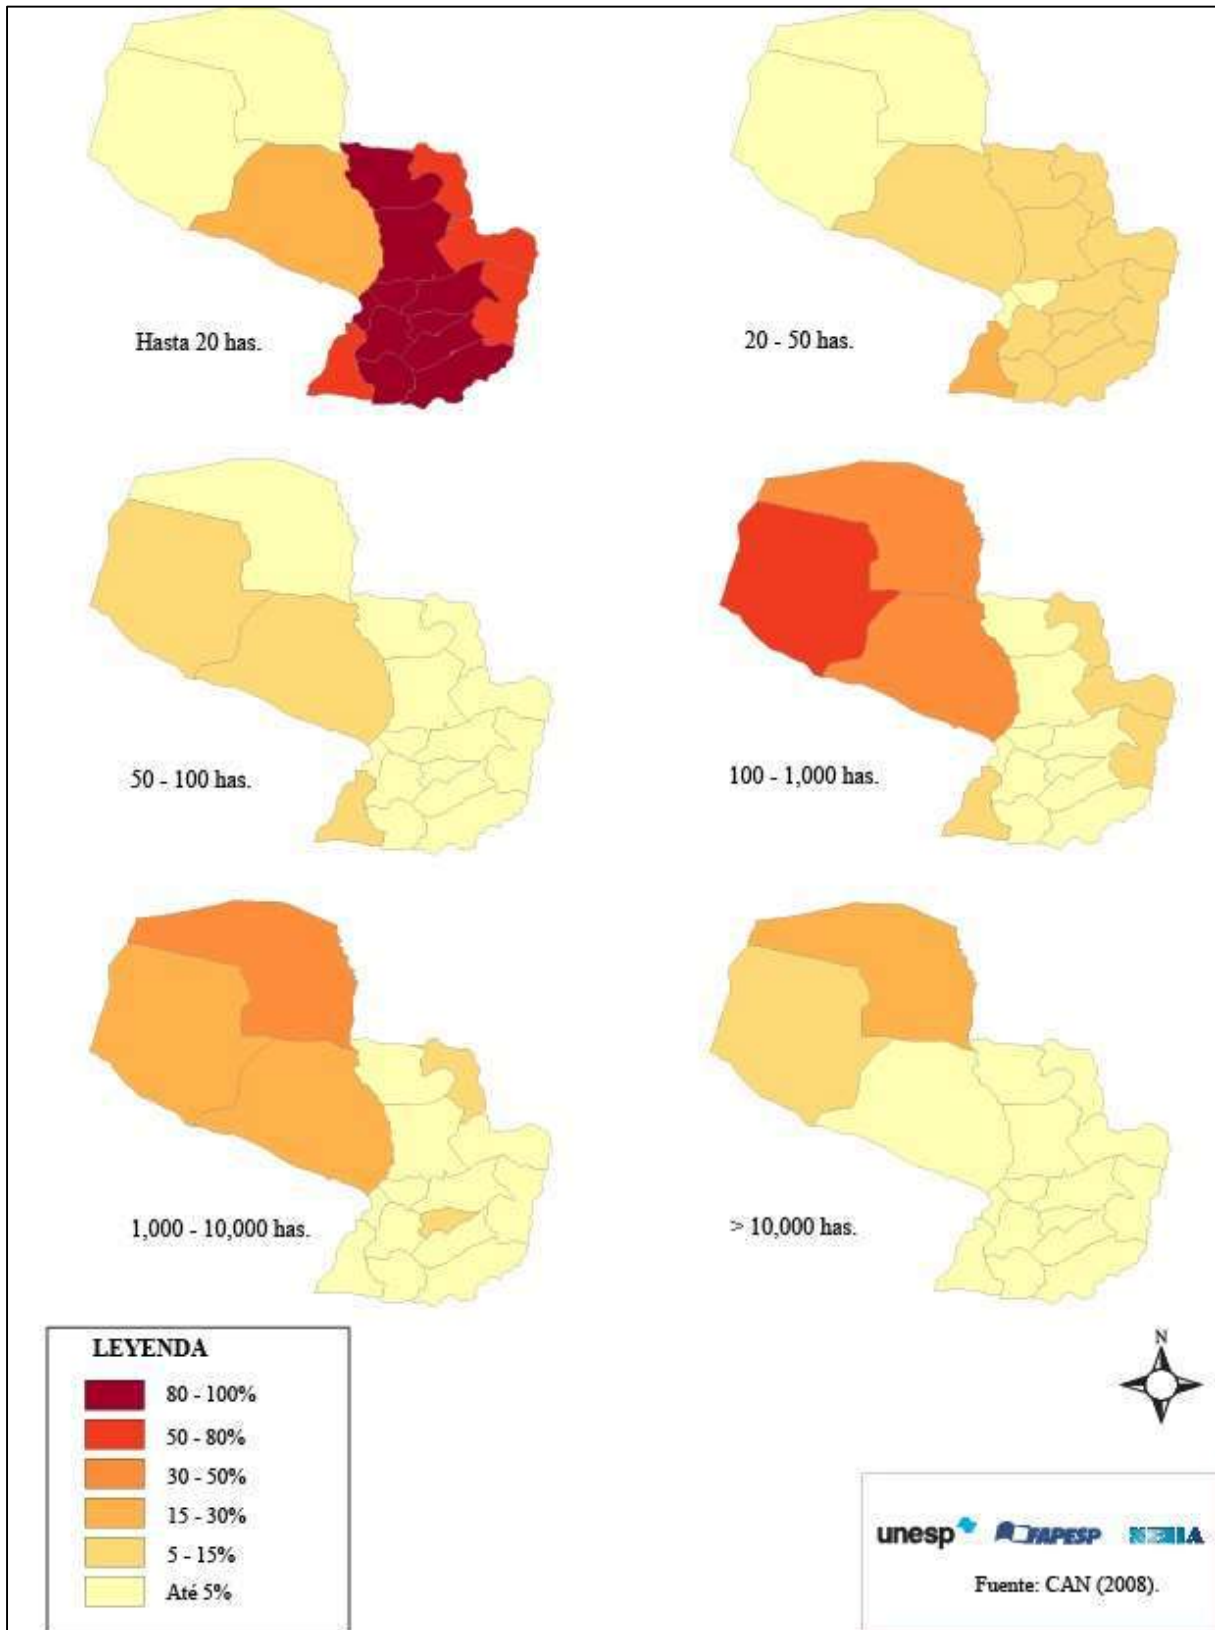 Hasta 20 has.
20 - 50 has.
50 - 100 has.
100 - 1,000 has.
1,000 - 10,000 has.
> 10,000 has.
LEYENDA
80 - 100%
50 - 80%
30 - 50%
15 - 30%
5 - 15%
Até 5%
N
unesp FAPESP NERA
Fuente: CAN (2008).